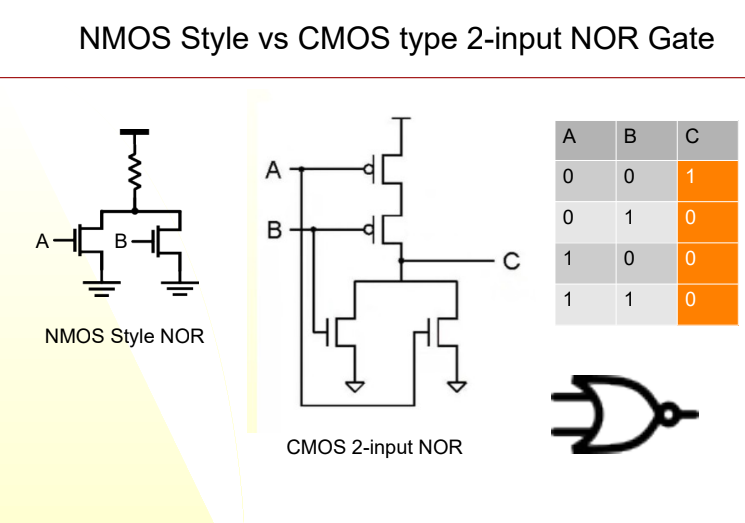 NMOS Style vs CMOS type 2-input NOR Gate
A
B
NMOS Style NOR
A
B
C
CMOS 2-input NOR
A B C
0 0 1
0 1 0
1 0 0
1 1 0